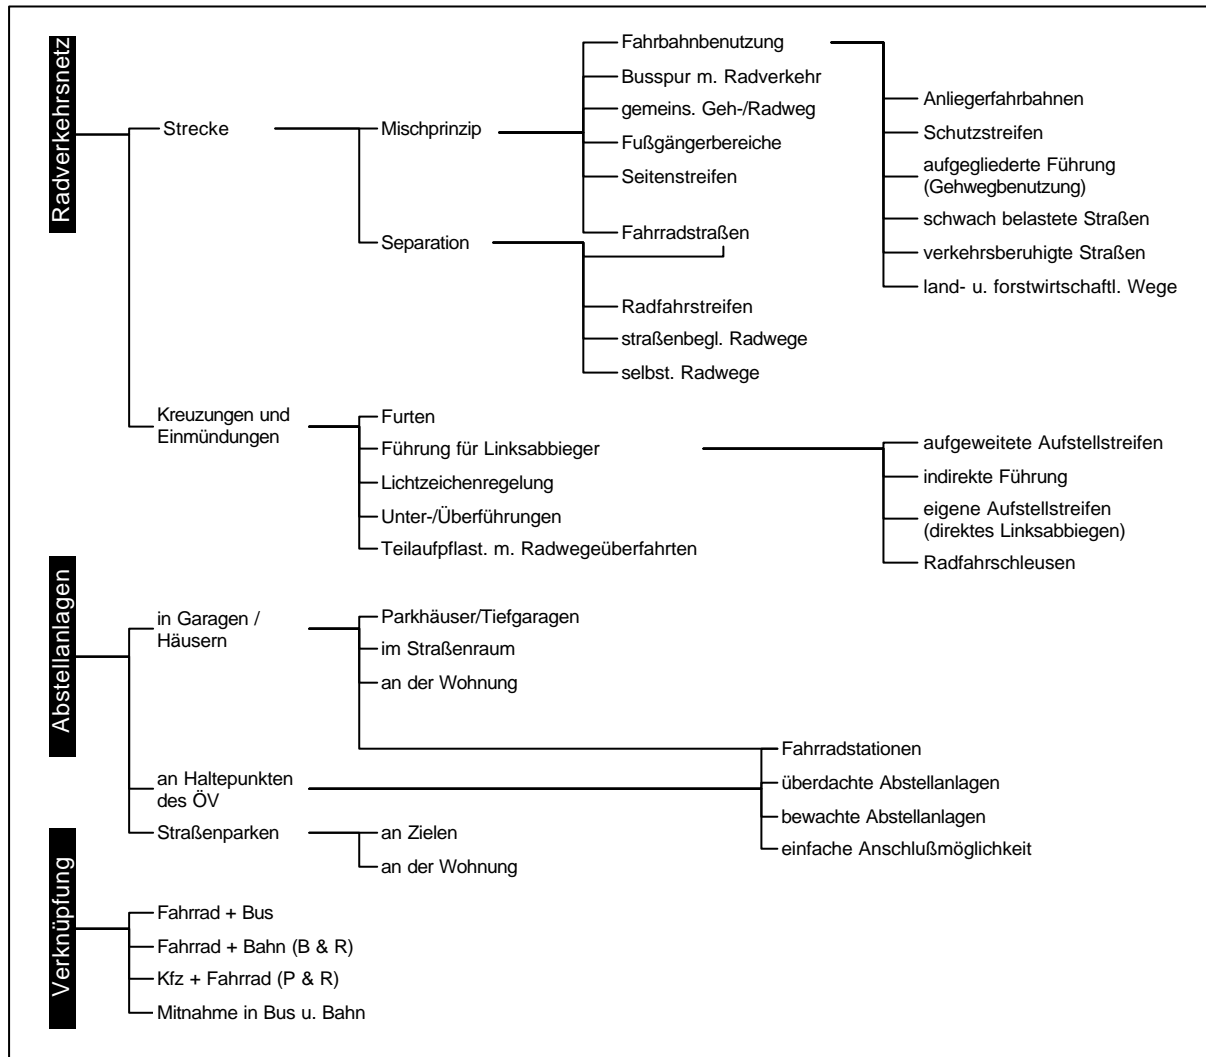 Radverkehrsnetz
Strecke
Mischprinzip
Fahrbahnbenutzung
Busspur m. Radverkehr
gemeins. Geh-/Radweg
Fußgängerbereiche
Seitenstreifen
Fahrradstraßen
Anliegerfahrbahnen
Schutzstreifen
aufgegliederte Führung
(Gehwegbenutzung)
schwach belastete Straßen
verkehrsberuhigte Straßen
land- u. forstwirtschaftl. Wege
Separation
Radfahrstreifen
straßenbegl. Radwege
selbst. Radwege
Kreuzungen und
Einmündungen
Furten
Führung für Linksabbieger
Lichtzeichenregelung
Unter-/Überführungen
Teilaufpflast. m. Radwegeüberfahrten
aufgeweitete Aufstellstreifen
indirekte Führung
eigene Aufstellstreifen
(direktes Linksabbiegen)
Radfahrschleusen
Abstellanlagen
in Garagen /
Häusern
Parkhäuser/Tiefgaragen
im Straßenraum
an der Wohnung
an Haltepunkten
des ÖV
Fahrradstationen
überdachte Abstellanlagen
bewachte Abstellanlagen
einfache Anschlußmöglichkeit
Straßenparken
an Zielen
an der Wohnung
Verknüpfung
Fahrrad + Bus
Fahrrad + Bahn (B & R)
Kfz + Fahrrad (P & R)
Mitnahme in Bus u. Bahn